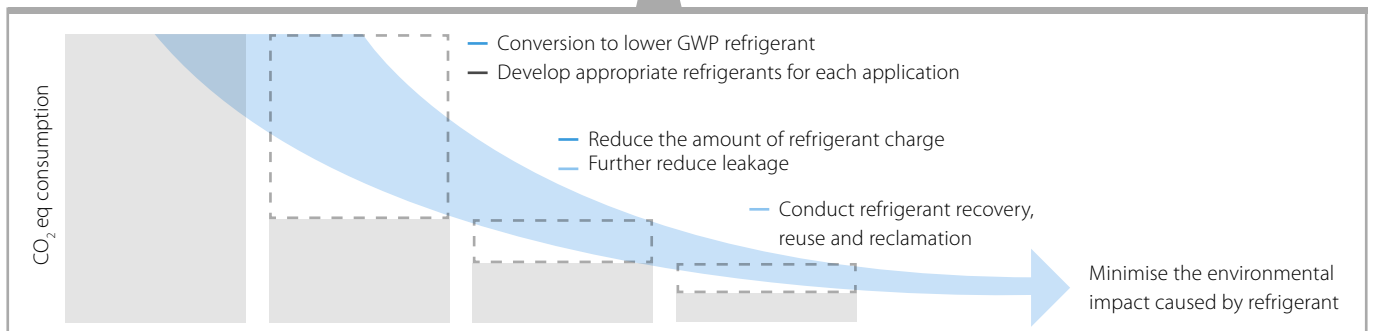 CO₂ eq consumption
Conversion to lower GWP refrigerant
Develop appropriate refrigerants for each application
Reduce the amount of refrigerant charge
Further reduce leakage
Conduct refrigerant recovery,
reuse and reclamation
Minimise the environmental
impact caused by refrigerant